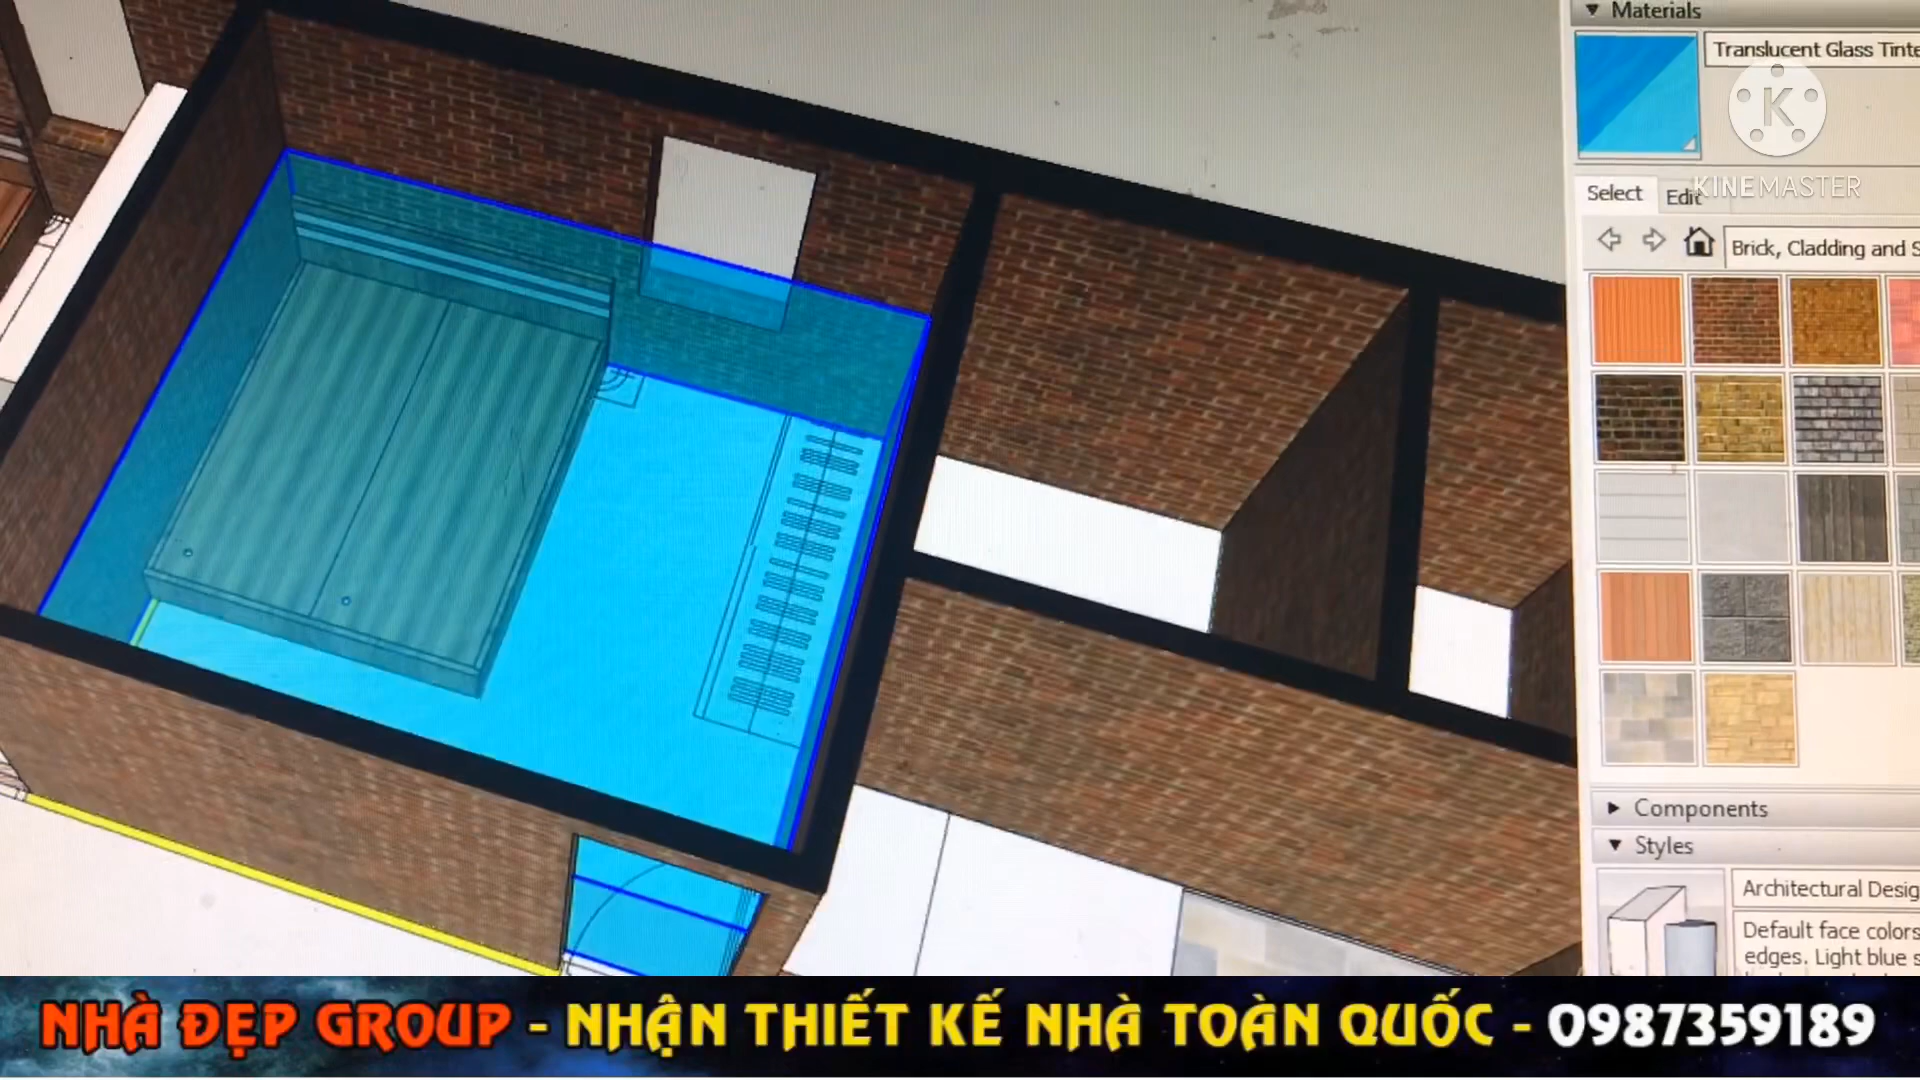 Materials
Translucent Glass Tinte
K
KINEMASTER
Select
Edit
Brick, Cladding and S
Components
Styles
Architectural Desig
Default face colors
edges. Light blue s
NHÀ ĐẸP GROUP - NHẬN THIẾT KẾ NHÀ TOÀN QUỐC - 0987359189